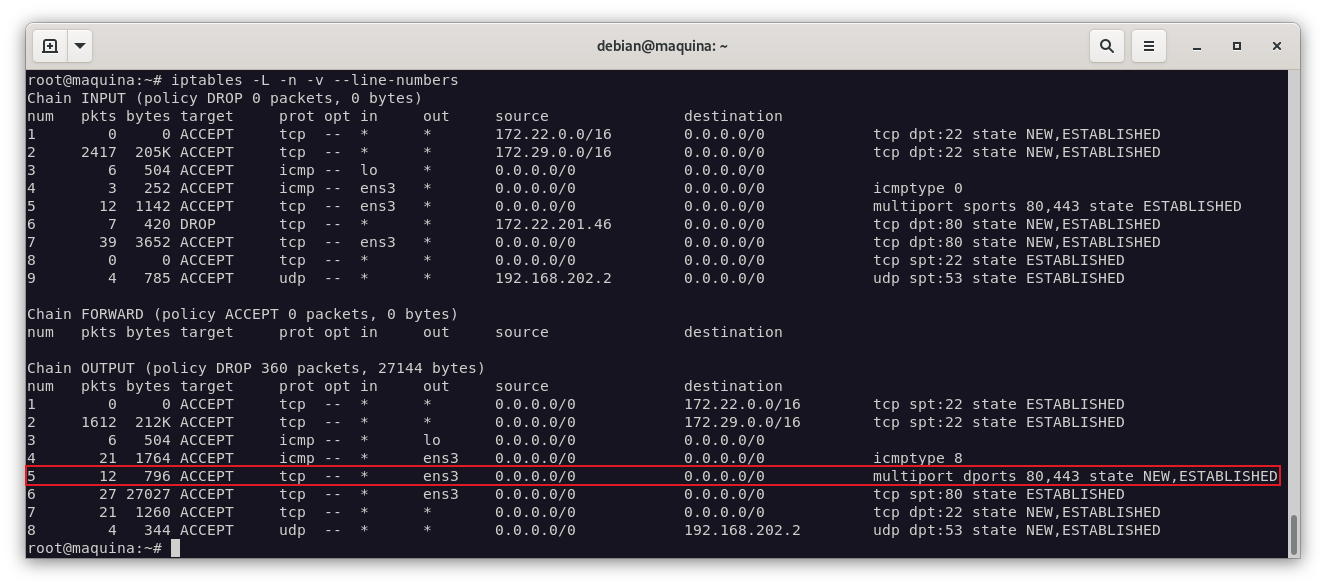 debian@maquina: ~
root@maquina:~# iptables -L -n -v --line-numbers
Chain INPUT (policy DROP 0 packets, 0 bytes)
num   pkts bytes target     prot opt in     out     source               destination
1        0     0 ACCEPT     tcp  --  *      *       172.22.0.0/16        0.0.0.0/0            tcp dpt:22 state NEW,ESTABLISHED
2     2417  205K ACCEPT     tcp  --  *      *       172.29.0.0/16        0.0.0.0/0            tcp dpt:22 state NEW,ESTABLISHED
3        6   504 ACCEPT     icmp --  lo     *       0.0.0.0/0            0.0.0.0/0
4        3   252 ACCEPT     icmp --  ens3   *       0.0.0.0/0            0.0.0.0/0            icmptype 0
5       12  1142 ACCEPT     tcp  --  ens3   *       0.0.0.0/0            0.0.0.0/0            multiport sports 80,443 state ESTABLISHED
6        7   420 DROP       tcp  --  *      *       172.22.201.46        0.0.0.0/0            tcp dpt:80 state NEW,ESTABLISHED
7       39  3652 ACCEPT     tcp  --  ens3   *       0.0.0.0/0            0.0.0.0/0            tcp dpt:80 state NEW,ESTABLISHED
8        0     0 ACCEPT     tcp  --  *      *       0.0.0.0/0            0.0.0.0/0            tcp spt:22 state ESTABLISHED
9        4   785 ACCEPT     udp  --  *      *       192.168.202.2        0.0.0.0/0            udp spt:53 state ESTABLISHED
Chain FORWARD (policy ACCEPT 0 packets, 0 bytes)
num   pkts bytes target     prot opt in     out     source               destination
Chain OUTPUT (policy DROP 360 packets, 27144 bytes)
num   pkts bytes target     prot opt in     out     source               destination
1        0     0 ACCEPT     tcp  --  *      *       0.0.0.0/0            172.22.0.0/16        tcp spt:22 state ESTABLISHED
2     1612  212K ACCEPT     tcp  --  *      *       0.0.0.0/0            172.29.0.0/16        tcp spt:22 state ESTABLISHED
3        6   504 ACCEPT     icmp --  *      lo      0.0.0.0/0            0.0.0.0/0
4       21  1764 ACCEPT     icmp --  *      ens3    0.0.0.0/0            0.0.0.0/0            icmptype 8
5       12   796 ACCEPT     tcp  --  *      ens3    0.0.0.0/0            0.0.0.0/0            multiport dports 80,443 state NEW,ESTABLISHED
6       27 27027 ACCEPT     tcp  --  *      ens3    0.0.0.0/0            0.0.0.0/0            tcp spt:80 state ESTABLISHED
7       21  1260 ACCEPT     tcp  --  *      *       0.0.0.0/0            0.0.0.0/0            tcp dpt:22 state NEW,ESTABLISHED
8        4   344 ACCEPT     udp  --  *      *       0.0.0.0/0            192.168.202.2        udp dpt:53 state NEW,ESTABLISHED
root@maquina:~#